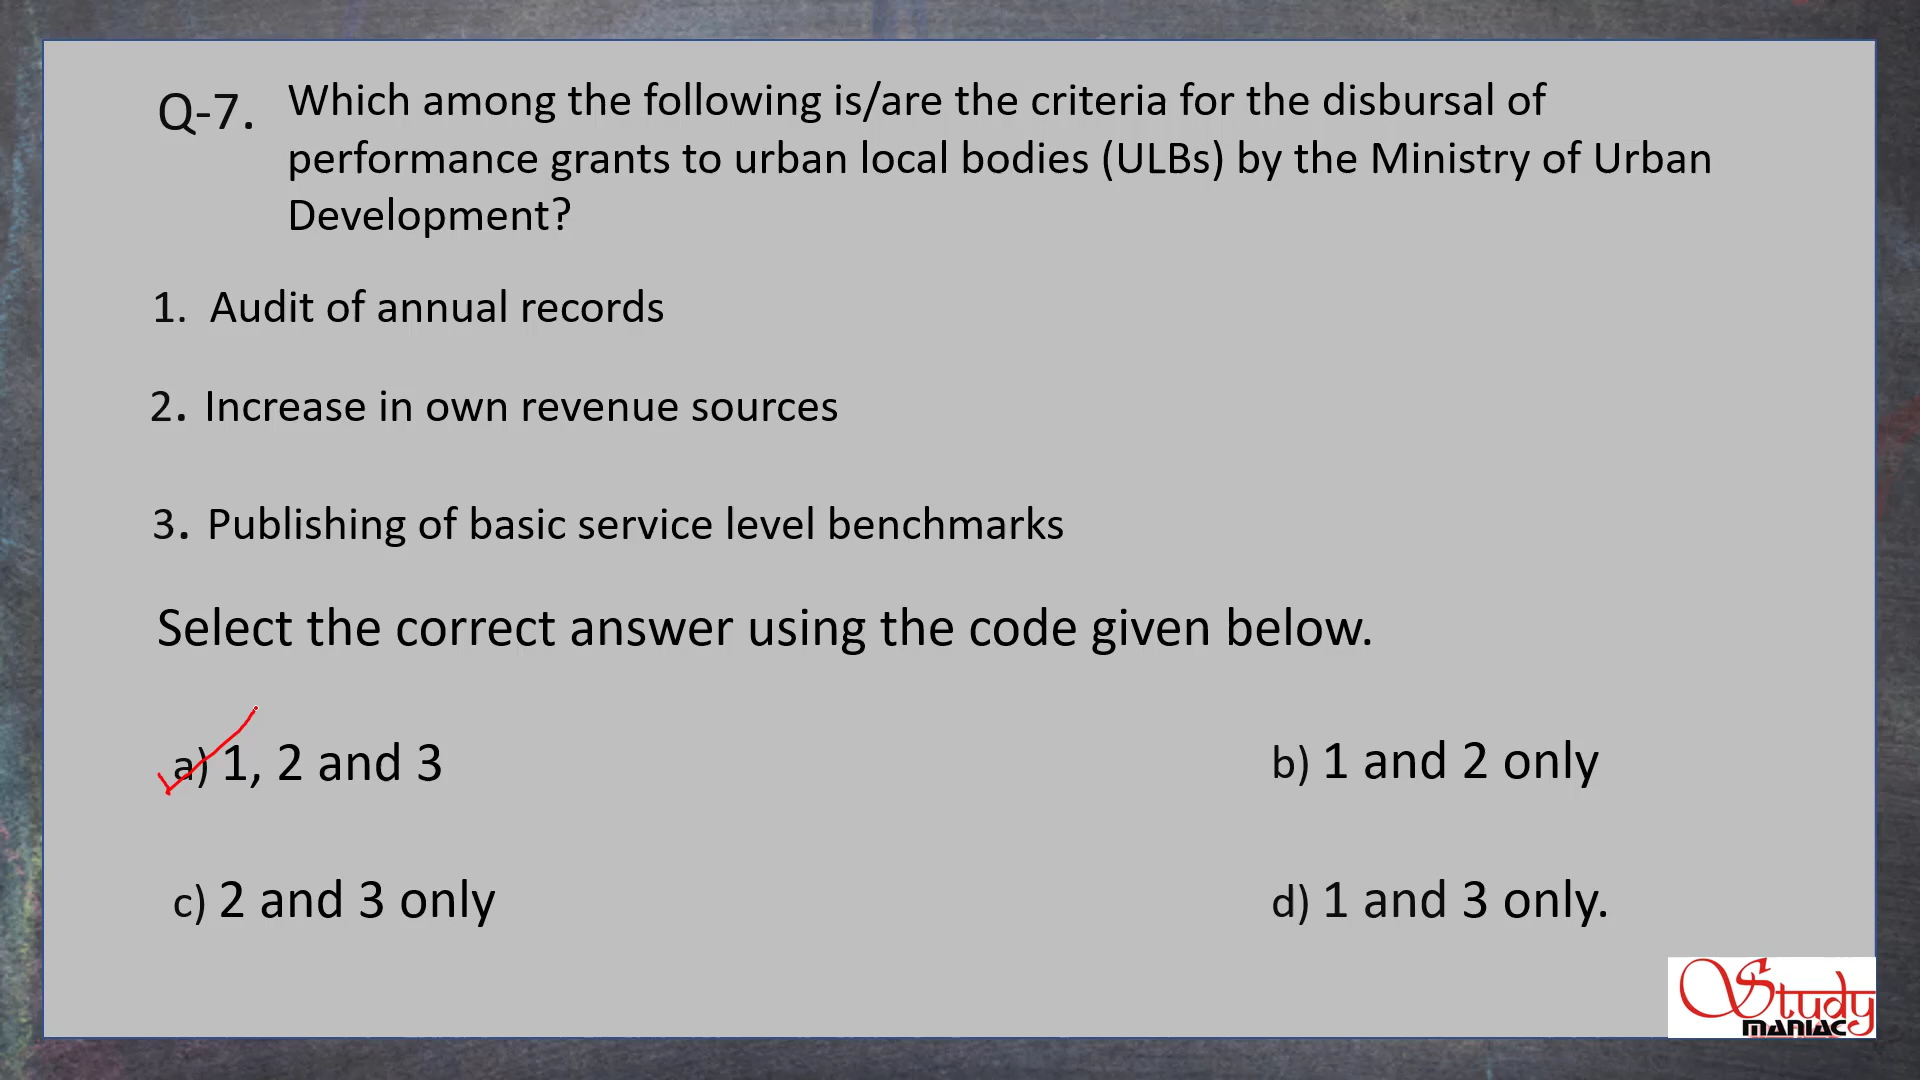 Q-7. Which among the following is/are the criteria for the disbursal of
performance grants to urban local bodies (ULBs) by the Ministry of Urban
Development?
1. Audit of annual records
2. Increase in own revenue sources
3. Publishing of basic service level benchmarks
Select the correct answer using the code given below.
a) 1, 2 and 3
b) 1 and 2 only
c) 2 and 3 only
d) 1 and 3 only.
Study
MANIAC